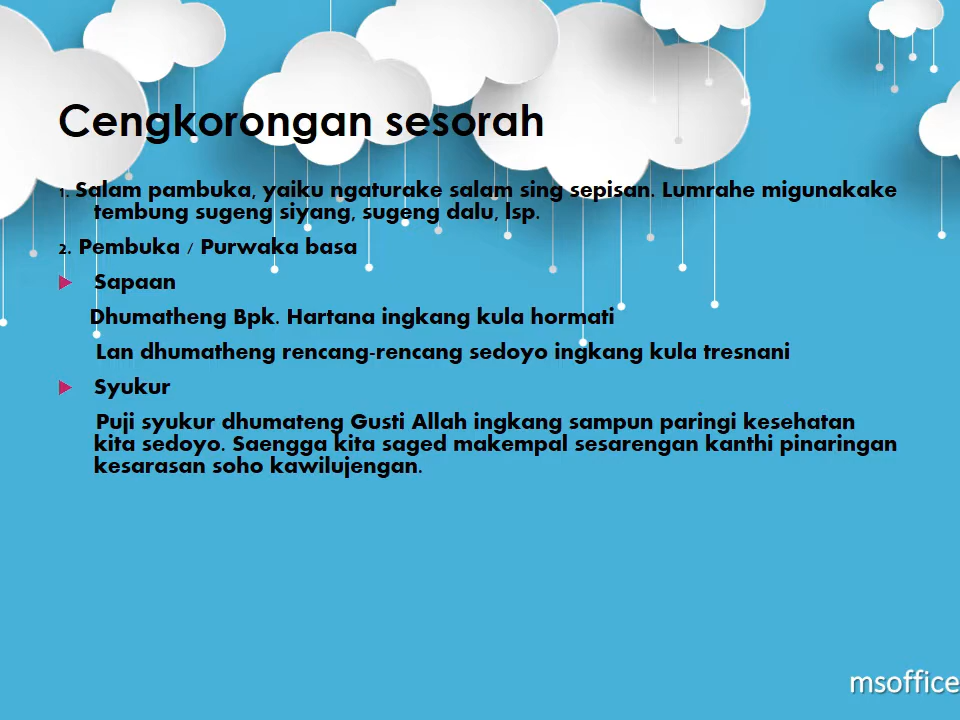 Cengkorongan sesorah
1. Salam pambuka, yaiku ngaturake salam sing sepisan. Lumrahe migunakake
tembung sugeng siyang, sugeng dalu, lsp.
2. Pembuka / Purwaka basa
Sapaan
Dhumatheng Bpk. Hartana ingkang kula hormati
Lan dhumatheng rencang-rencang sedoyo ingkang kula tresnani
Syukur
Puji syukur dhumateng Gusti Allah ingkang sampun paringi kesehatan
kita sedoyo. Saengga kita saged makempal sesarengan kanthi pinaringan
kesarasan soho kawilujengan.
msoffice